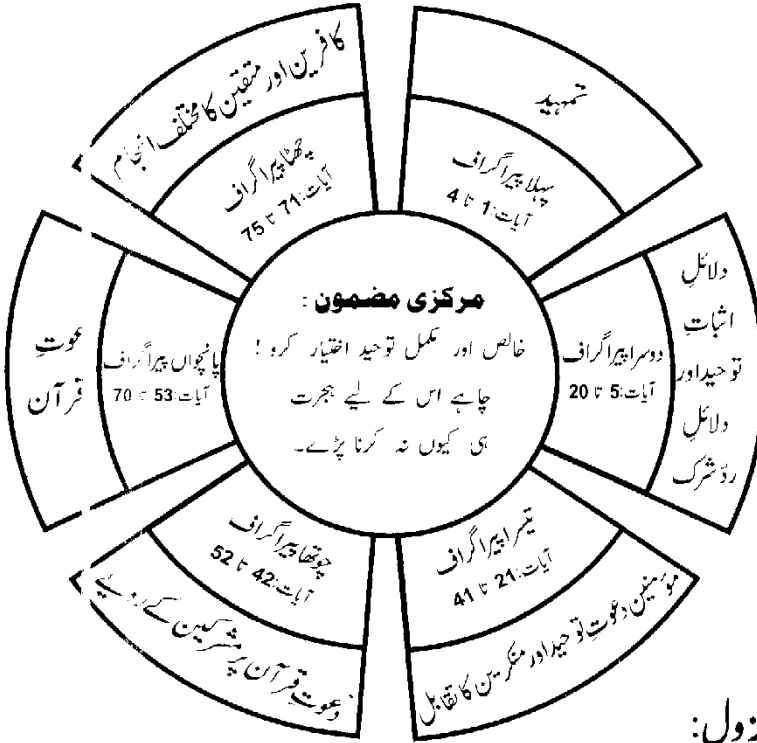 مرکزی مضمون :
خالص اور مکمل توحید اختیار کرو !
چاہے اس کے لیے ہجرت
ہی کیوں نہ کرنا پڑے۔
تمہید
پہلا پیراگراف
آیات:1 تا 4
دلائلِ
اثباتِ
توحید اور
دلائلِ
ردّ شرک
دوسرا پیراگراف
آیات:5 تا 20
مؤمنین دعوتِ توحید اور منکرین کا تقابل
تیسرا پیراگراف
آیات:21 تا 41
دعوتِ قرآن پر مشرکین کے رویے
چوتھا پیراگراف
آیات:42 تا 52
عوتِ
قرآن
پانچواں پیراگراف
آیات:53 تا 70
کافرین اور متقین کا مختلف انجام
چھٹا پیراگراف
آیات:71 تا 75
زول: